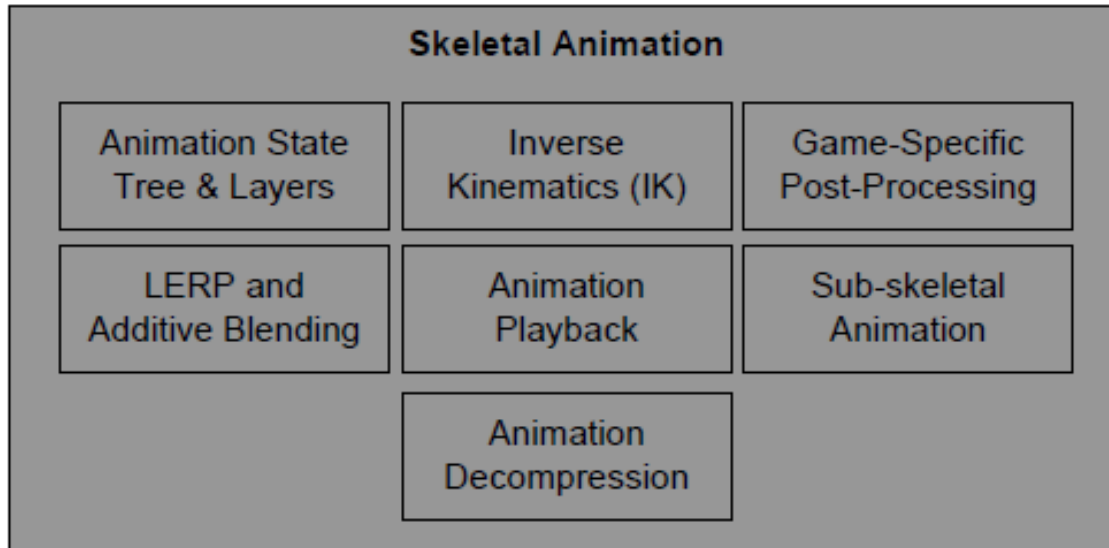 Skeletal Animation
Animation State
Tree & Layers
Inverse
Kinematics (IK)
Game-Specific
Post-Processing
LERP and
Additive Blending
Animation
Playback
Sub-skeletal
Animation
Animation
Decompression